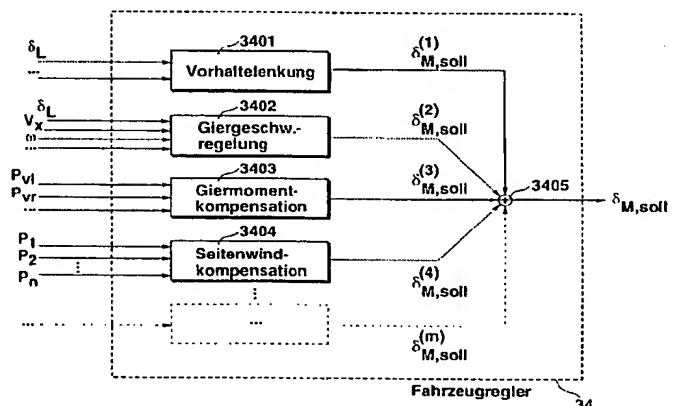 3401
δL
...
Vorhaltelenkung
δ(1)M,soll
3402
δL
Vx
ω
...
Giergeschw.-
regelung
δ(2)M,soll
3403
Pvl
Pvr
...
Giermoment-
kompensation
δ(3)M,soll
3405
δM,soll
3404
P1
P2
⋮
Pn
Seitenwind-
kompensation
δ(4)M,soll
⋮
...
...
δ(m)M,soll
Fahrzeugregler
34